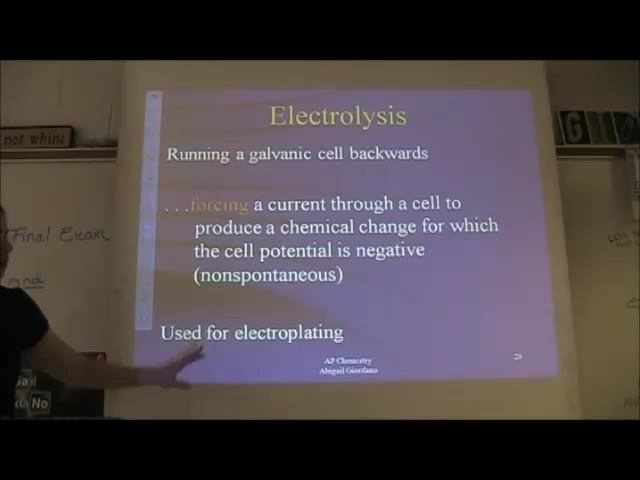 Electrolysis
not whine
Running a galvanic cell backwards
. . .forcing a current through a cell to
produce a chemical change for which
the cell potential is negative
(nonspontaneous)
Final Exam
Used for electroplating
AP Chemistry
Abigail Giordano
29
No